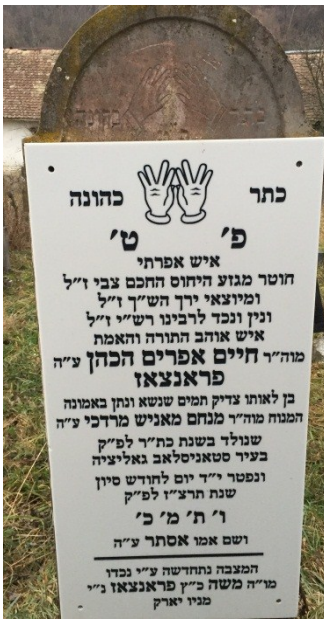 כתר כהונה
כתר כהונה
פ' ט'
איש אפרתי
חוטר מגזע היחוס החכם צבי ז"ל
ומיוצאי ירך הש"ך ז"ל
ונין ונכד לרבינו רש"י ז"ל
איש אוהב התורה והאמת
מוה"ר חיים אפרים הכהן ע"ה
פראנצאז
בן לאותו צדיק תמים שנשא ונתן באמונה
המנוח מוה"ר מנחם מאניש מרדכי ע"ה
שנולד בשנת כת"ר לפ"ק
בעיר סטאניסלאב גאליציה
ונפטר י"ד יום לחודש סיון
שנת תרצ"ז לפ"ק
ו' ת' מ' כ'
ושם אמו אסתר ע"ה
המצבה נתחדשה ע"י נכדו
מו"ה משה כ"ץ פראנצאז נ"י
מניו יארק